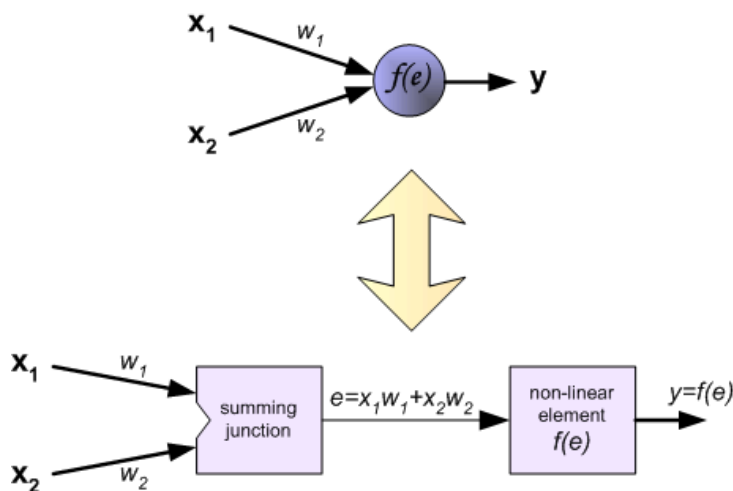 x₁
w₁
f(e)
y
x₂
w₂
x₁
w₁
summing
junction
e=x₁w₁+x₂w₂
non-linear
element
f(e)
y=f(e)
x₂
w₂